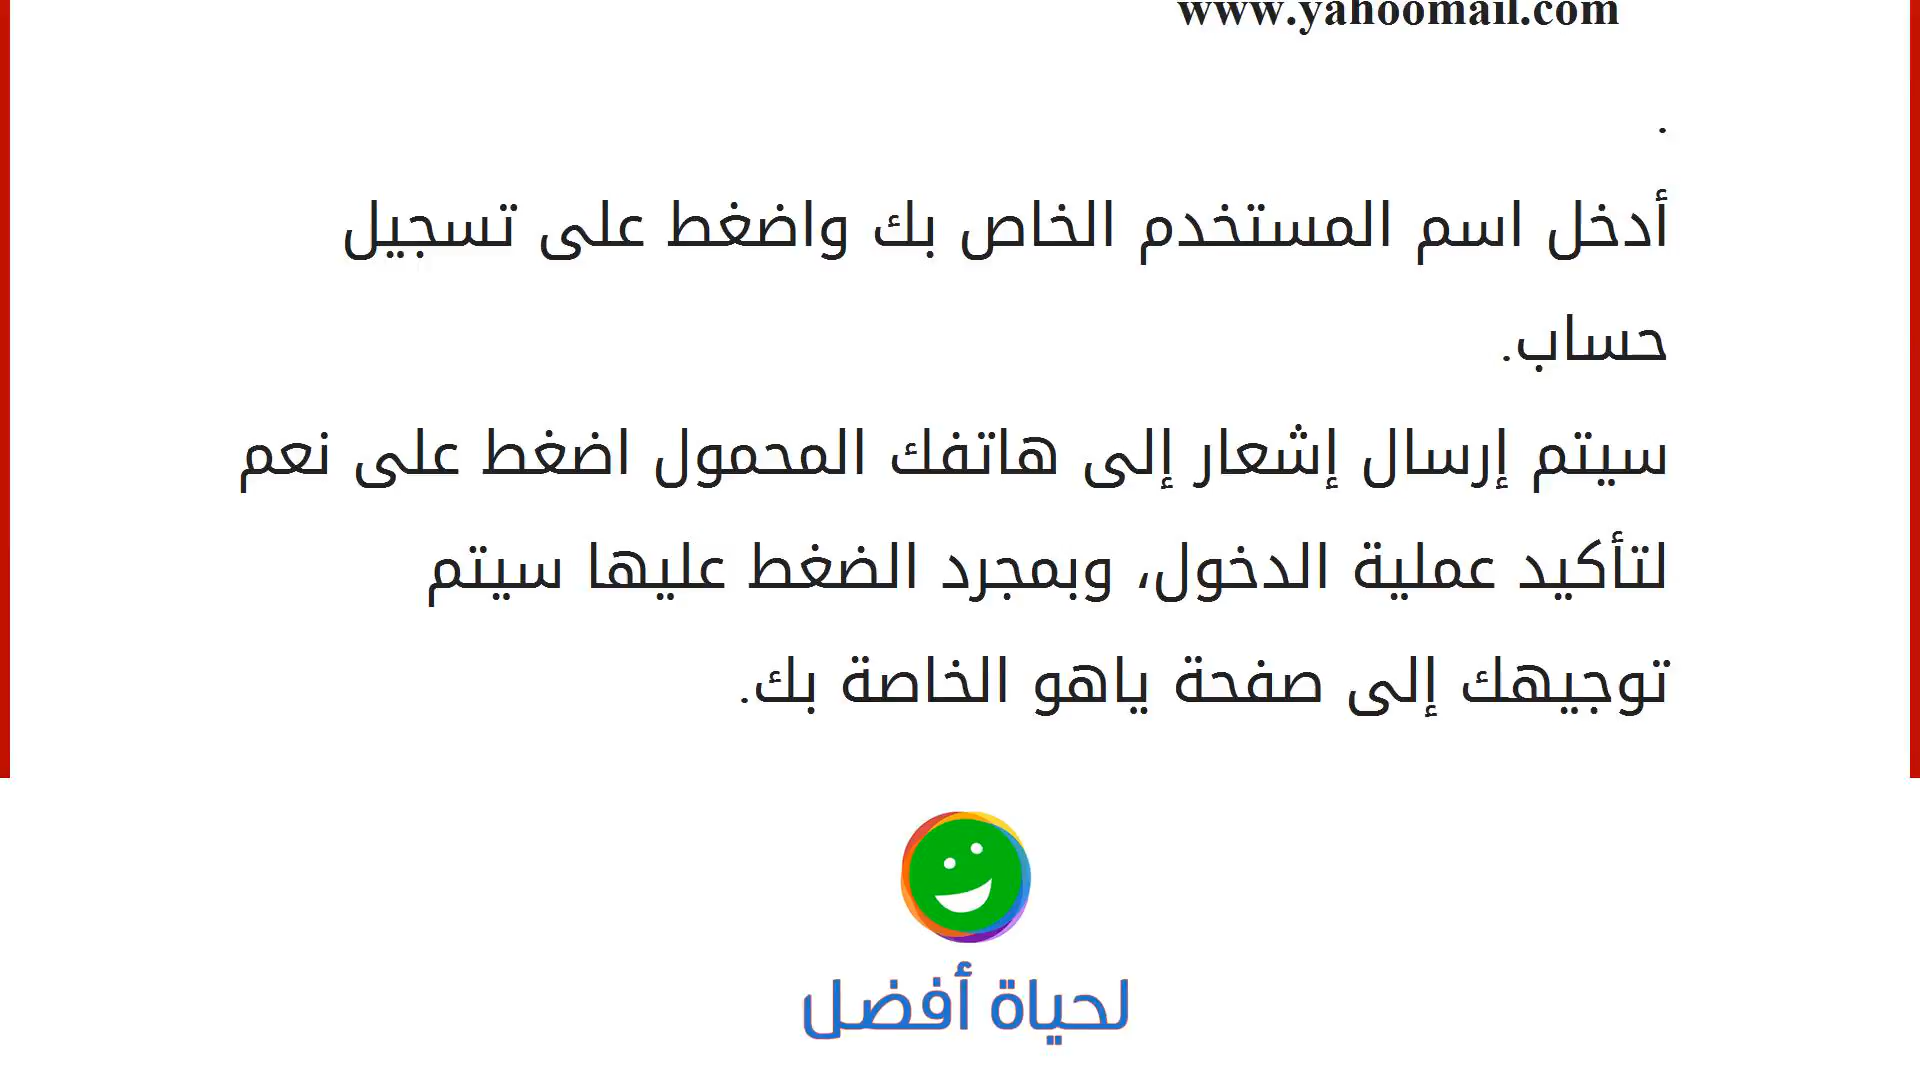 www.yahoomail.com
.
أدخل اسم المستخدم الخاص بك واضغط على تسجيل
حساب.
سيتم إرسال إشعار إلى هاتفك المحمول اضغط على نعم
لتأكيد عملية الدخول، وبمجرد الضغط عليها سيتم
توجيهك إلى صفحة ياهو الخاصة بك.
لحياة أفضل